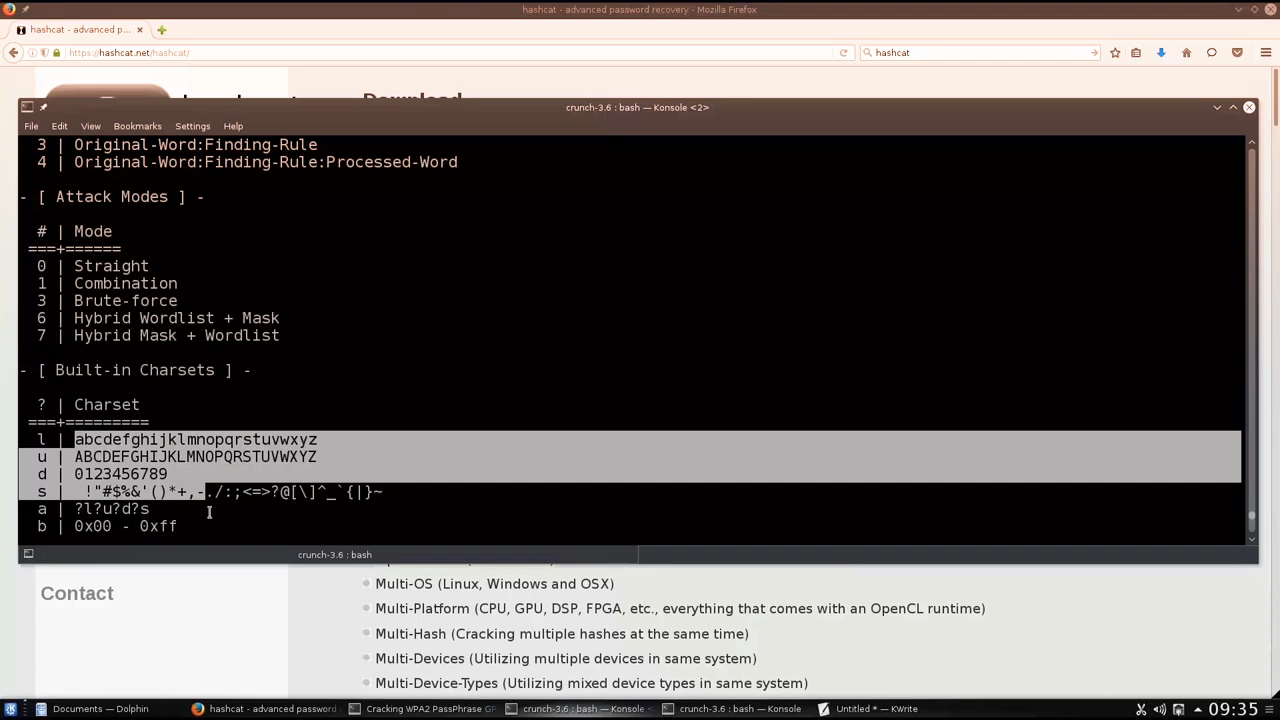 hashcat - advanced password recovery - Mozilla Firefox
hashcat - advanced p...
https://hashcat.net/hashcat/
hashcat
crunch-3.6 : bash — Konsole <2>
File Edit View Bookmarks Settings Help
3 | Original-Word:Finding-Rule
4 | Original-Word:Finding-Rule:Processed-Word
- [ Attack Modes ] -
# | Mode
===+======
0 | Straight
1 | Combination
3 | Brute-force
6 | Hybrid Wordlist + Mask
7 | Hybrid Mask + Wordlist
- [ Built-in Charsets ] -
? | Charset
===+=========
l | abcdefghijklmnopqrstuvwxyz
u | ABCDEFGHIJKLMNOPQRSTUVWXYZ
d | 0123456789
s | !"#$%&'()*+,-./:;<=>?@[\]^_`{|}~
a | ?l?u?d?s
b | 0x00 - 0xff
crunch-3.6 : bash
Contact
Multi-OS (Linux, Windows and OSX)
Multi-Platform (CPU, GPU, DSP, FPGA, etc., everything that comes with an OpenCL runtime)
Multi-Hash (Cracking multiple hashes at the same time)
Multi-Devices (Utilizing multiple devices in same system)
Multi-Device-Types (Utilizing mixed device types in same system)
Documents — Dolphin
hashcat - advanced password
Cracking WPA2 PassPhrase GP
crunch-3.6 : bash — Konsole <
crunch-3.6 : bash — Konsole
Untitled * — KWrite
09:35